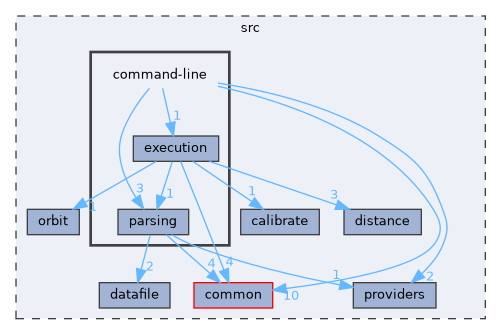 src
command-line
1
execution
1
3
1
1
3
orbit
parsing
calibrate
distance
2
4
4
1
2
10
datafile
common
providers